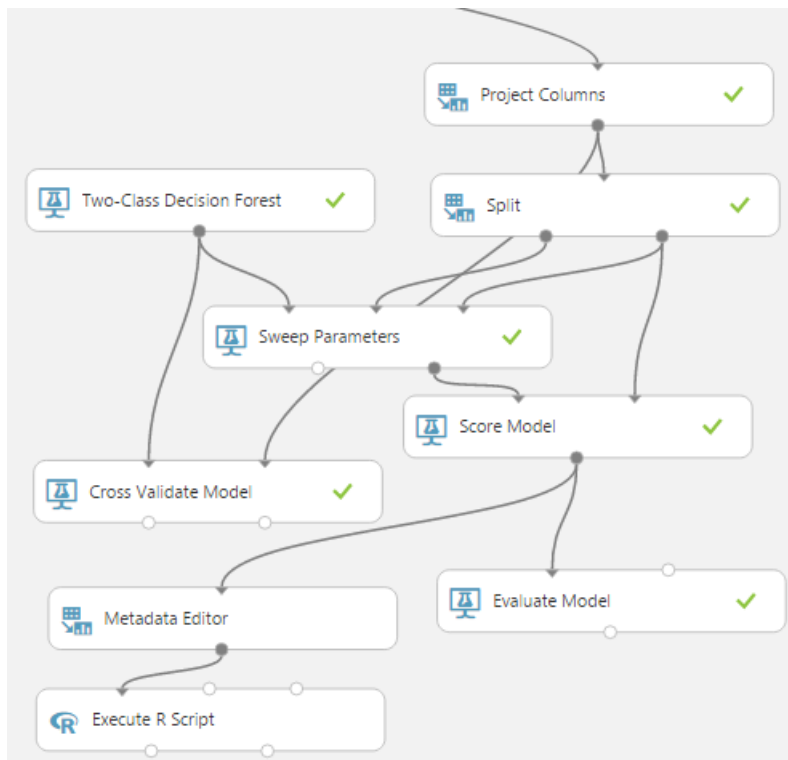 Project Columns
Two-Class Decision Forest
Split
Sweep Parameters
Score Model
Cross Validate Model
Evaluate Model
Metadata Editor
Execute R Script